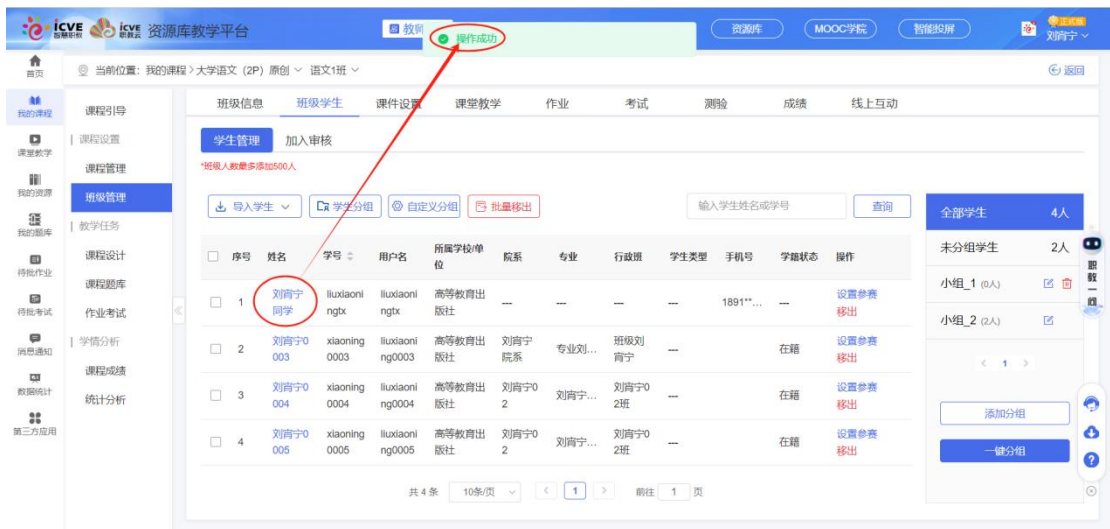 icve 智慧职教 icve 职教云 资源库教学平台 教师 资源库 MOOC学院 智能投屏 正式版
操作成功
刘宵宁
首页
当前位置：我的课程 > 大学语文 (2P) 原创 语文1班
返回
我的课程
课堂教学
我的资源
我的题库
待批作业
待批考试
消息通知
数据统计
第三方应用
课程引导
课程设置
课程管理
班级管理
教学任务
课程设计
课程题库
作业考试
学情分析
课程成绩
统计分析
班级信息 班级学生 课件设置 课堂教学 作业 考试 测验 成绩 线上互动
学生管理 加入审核
*班级人数最多添加500人
导入学生 学生分组 自定义分组 批量移出 输入学生姓名或学号 查询
序号 姓名 学号 用户名 所属学校/单位 院系 专业 行政班 学生类型 手机号 学籍状态 操作
1 刘宵宁同学 liuxiaoningtx liuxiaoningtx 高等教育出版社 --- --- --- --- 1891**... --- 设置参赛 移出
2 刘宵宁0003 xiaoning0003 liuxiaoning0003 高等教育出版社 刘宵宁院系 专业刘... 班级刘宵宁 --- 在籍 设置参赛 移出
3 刘宵宁0004 xiaoning0004 liuxiaoning0004 高等教育出版社 刘宵宁02 刘宵宁... 刘宵宁02班 --- 在籍 设置参赛 移出
4 刘宵宁0005 xiaoning0005 liuxiaoning0005 高等教育出版社 刘宵宁02 刘宵宁... 刘宵宁02班 --- 在籍 设置参赛 移出
共 4 条 10条/页 < 1 > 前往 1 页
全部学生 4人
未分组学生 2人
小组_1 (0人)
小组_2 (2人)
< 1 >
添加分组
一键分组
职教一